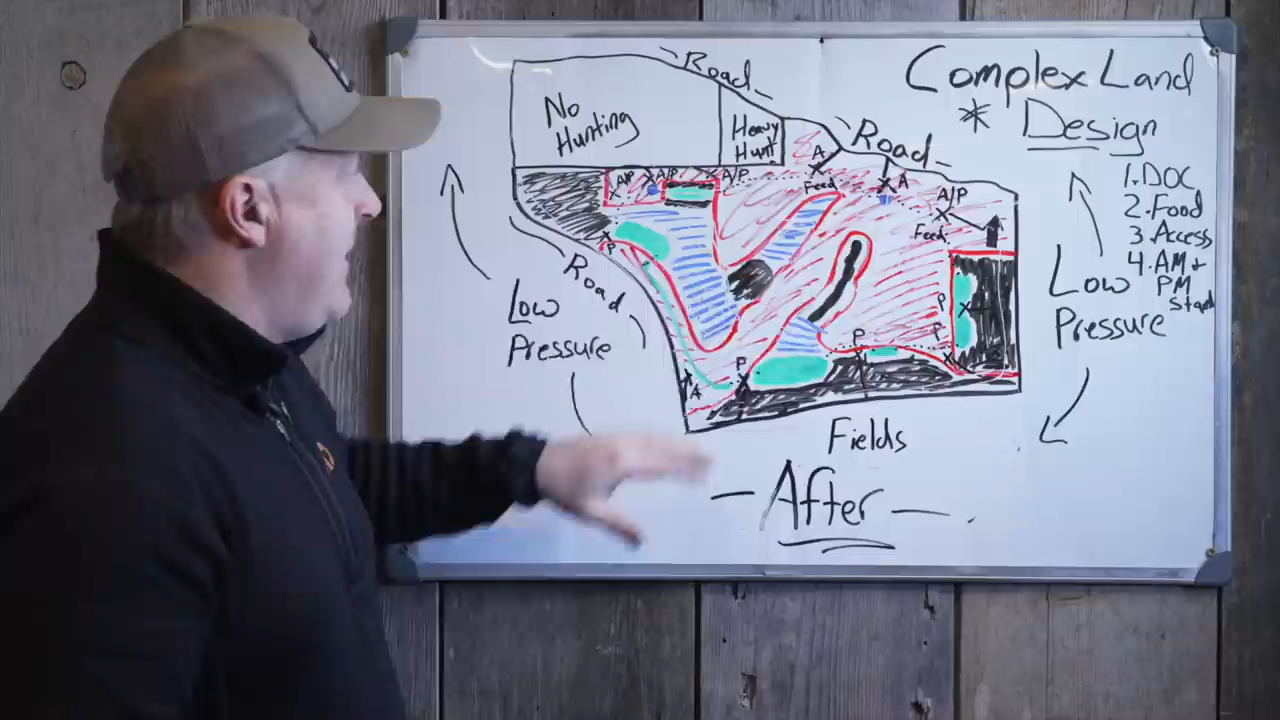 Complex Land
* Design
1. DOC
2. Food
3. Access
4. AM +
PM
Stands
Road
Road
No
Hunting
Heavy
Hunt
A
A/P
A/P
A/P
Feed
A
A/P
Feed
P
Road
Low
Pressure
Low
Pressure
P
P
P
P
A
Fields
- After -